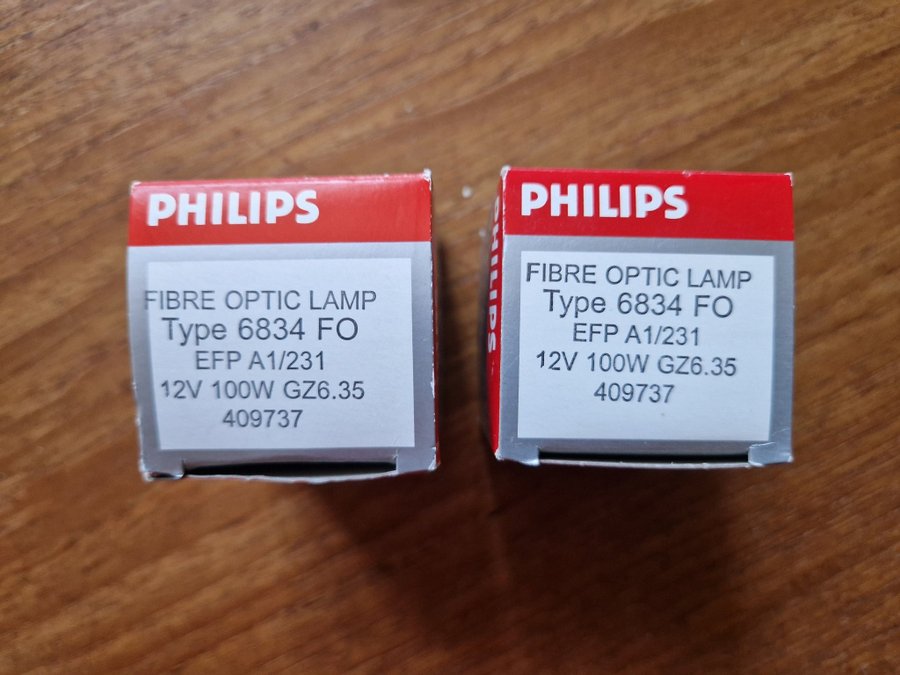 PHILIPS
FIBRE OPTIC LAMP
Type 6834 FO
EFP A1/231
12V 100W GZ6.35
409737
PHILIPS
PHILIPS
FIBRE OPTIC LAMP
Type 6834 FO
EFP A1/231
12V 100W GZ6.35
409737